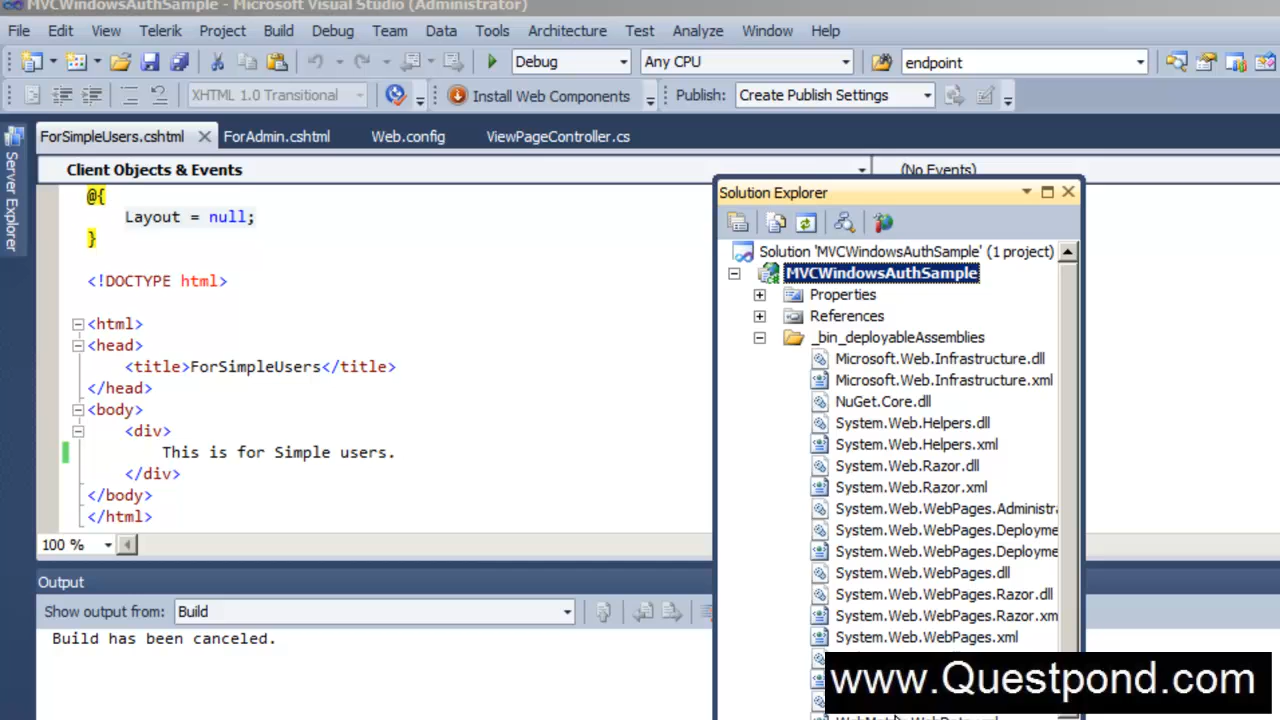 MVCWindowsAuthSample - Microsoft Visual Studio (Administrator)
File Edit View Telerik Project Build Debug Team Data Tools Architecture Test Analyze Window Help
Debug Any CPU endpoint
XHTML 1.0 Transitional Install Web Components Publish: Create Publish Settings
ForSimpleUsers.cshtml ForAdmin.cshtml Web.config ViewPageController.cs
Server Explorer
Client Objects & Events (No Events)
@{
Layout = null;
}
<!DOCTYPE html>
<html>
<head>
<title>ForSimpleUsers</title>
</head>
<body>
<div>
This is for Simple users.
</div>
</body>
</html>
100 %
Solution Explorer
Solution 'MVCWindowsAuthSample' (1 project)
MVCWindowsAuthSample
Properties
References
_bin_deployableAssemblies
Microsoft.Web.Infrastructure.dll
Microsoft.Web.Infrastructure.xml
NuGet.Core.dll
System.Web.Helpers.dll
System.Web.Helpers.xml
System.Web.Razor.dll
System.Web.Razor.xml
System.Web.WebPages.Administra
System.Web.WebPages.Deployme
System.Web.WebPages.Deployme
System.Web.WebPages.dll
System.Web.WebPages.Razor.dll
System.Web.WebPages.Razor.xm
System.Web.WebPages.xml
Output
Show output from: Build
Build has been canceled.
www.Questpond.com